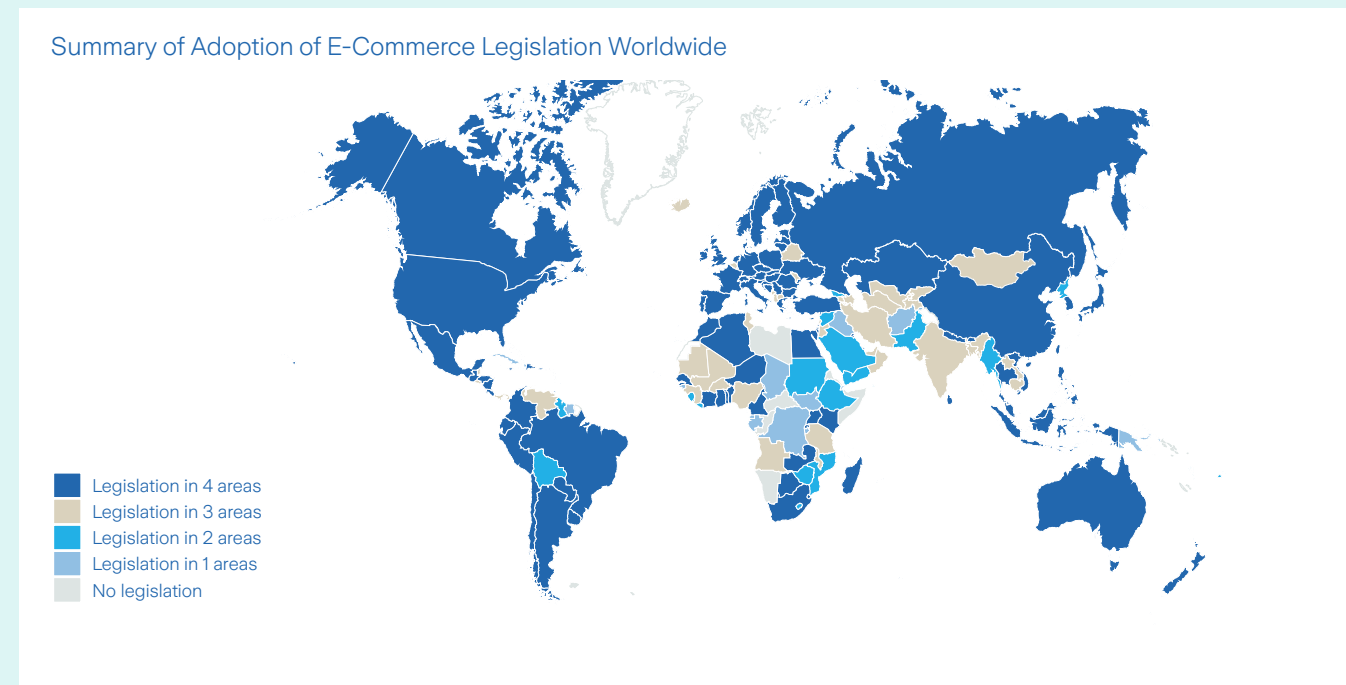 Summary of Adoption of E-Commerce Legislation Worldwide
Legislation in 4 areas
Legislation in 3 areas
Legislation in 2 areas
Legislation in 1 areas
No legislation